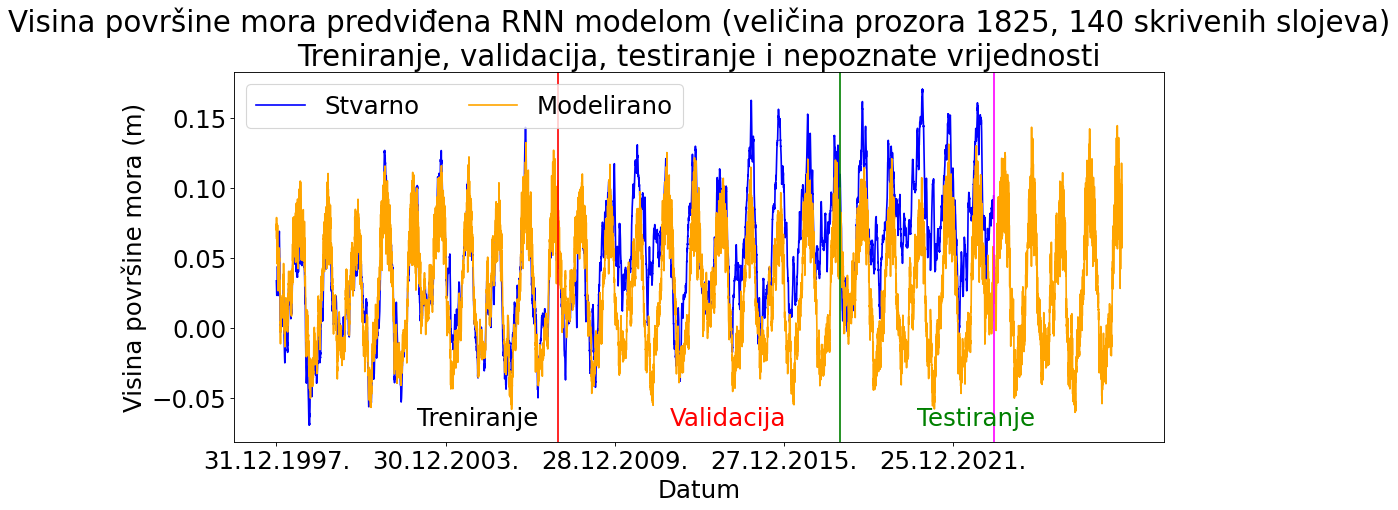 Visina površine mora predviđena RNN modelom (veličina prozora 1825, 140 skrivenih slojeva)
Treniranje, validacija, testiranje i nepoznate vrijednosti
Stvarno
Modelirano
Visina površine mora (m)
0.15
0.10
0.05
0.00
−0.05
Treniranje
Validacija
Testiranje
31.12.1997.
30.12.2003.
28.12.2009.
27.12.2015.
25.12.2021.
Datum